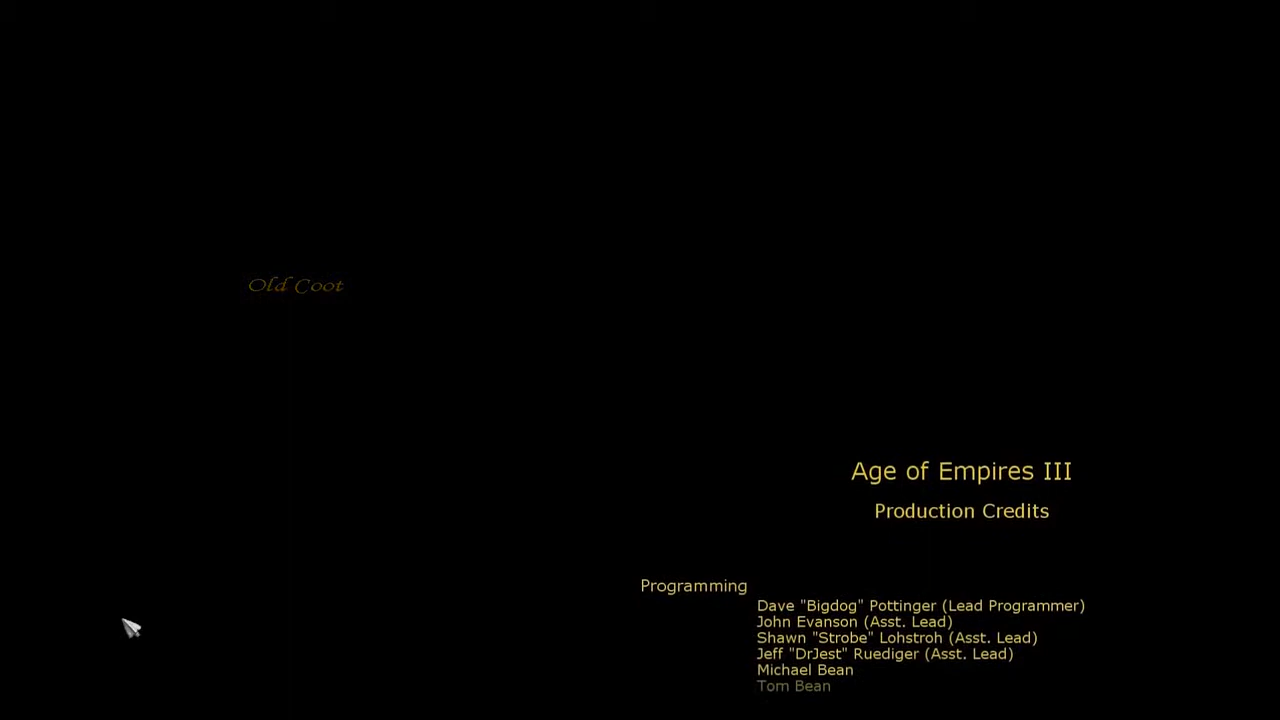 Old Coot
Age of Empires III
Production Credits
Programming
Dave "Bigdog" Pottinger (Lead Programmer)
John Evanson (Asst. Lead)
Shawn "Strobe" Lohstroh (Asst. Lead)
Jeff "DrJest" Ruediger (Asst. Lead)
Michael Bean
Tom Bean